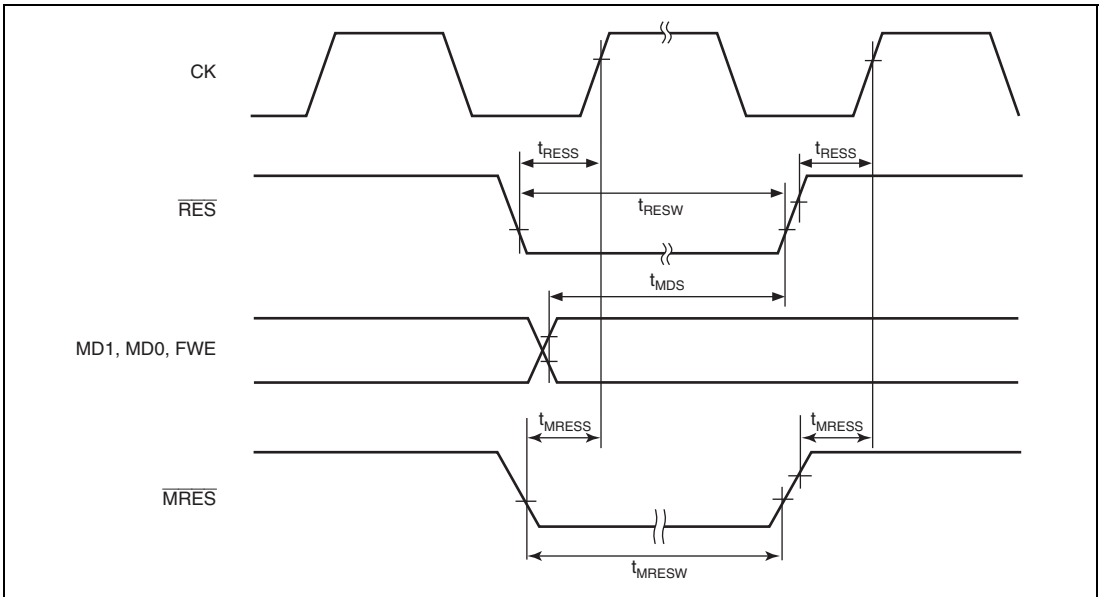 CK
tRESS tRESS
RES
tRESW
tMDS
MD1, MD0, FWE
tMRESS tMRESS
MRES
tMRESW